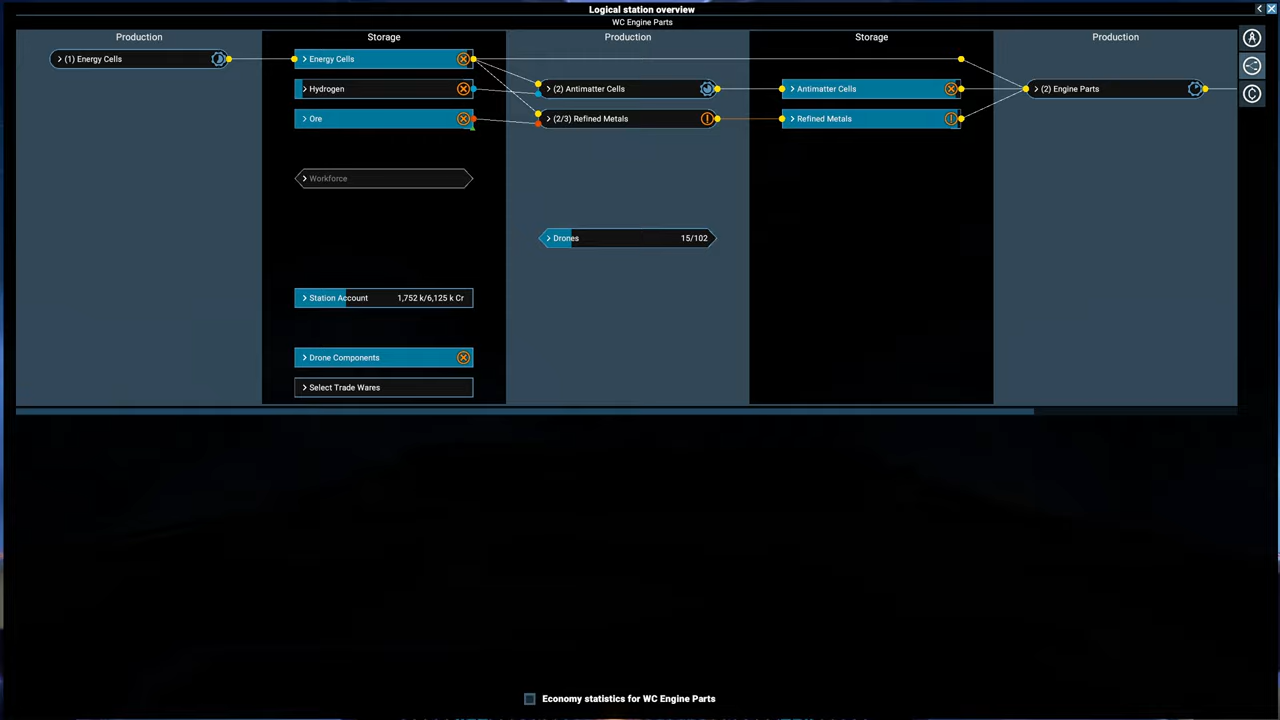 Logical station overview
WC Engine Parts
Production Storage Production Storage Production
(1) Energy Cells Energy Cells
Hydrogen (2) Antimatter Cells Antimatter Cells (2) Engine Parts
Ore (2/3) Refined Metals Refined Metals
Workforce
Drones 15/102
Station Account 1,752 k/6,125 k Cr
Drone Components
Select Trade Wares
Economy statistics for WC Engine Parts